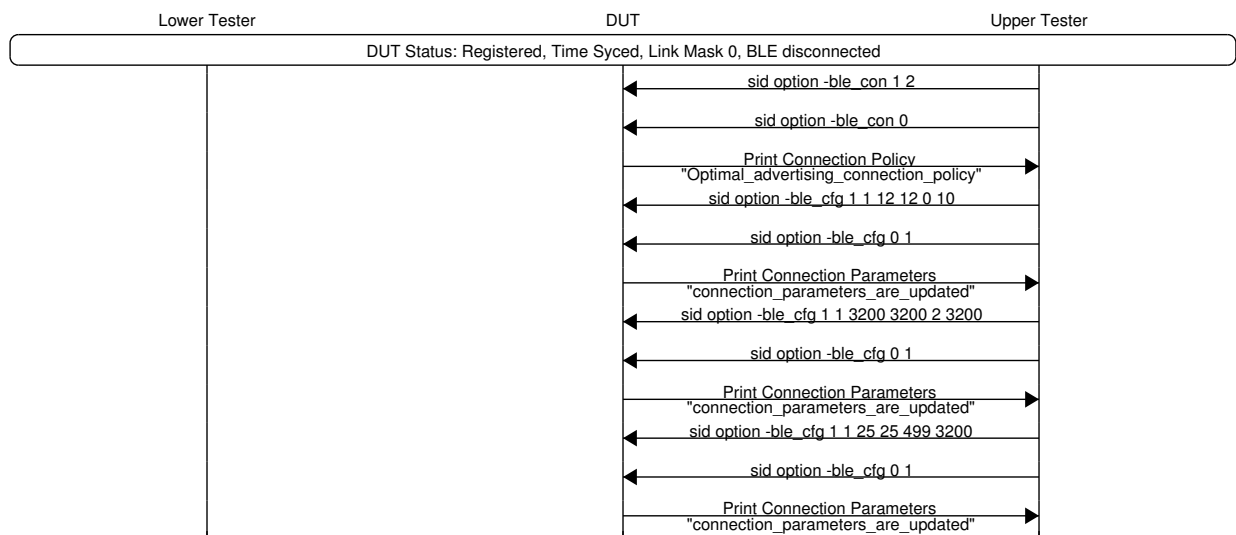 Lower Tester DUT Upper Tester
DUT Status: Registered, Time Syced, Link Mask 0, BLE disconnected
sid option -ble_con 1 2
sid option -ble_con 0
Print Connection Policy
"Optimal_advertising_connection_policy"
sid option -ble_cfg 1 1 12 12 0 10
sid option -ble_cfg 0 1
Print Connection Parameters
"connection_parameters_are_updated"
sid option -ble_cfg 1 1 3200 3200 2 3200
sid option -ble_cfg 0 1
Print Connection Parameters
"connection_parameters_are_updated"
sid option -ble_cfg 1 1 25 25 499 3200
sid option -ble_cfg 0 1
Print Connection Parameters
"connection_parameters_are_updated"